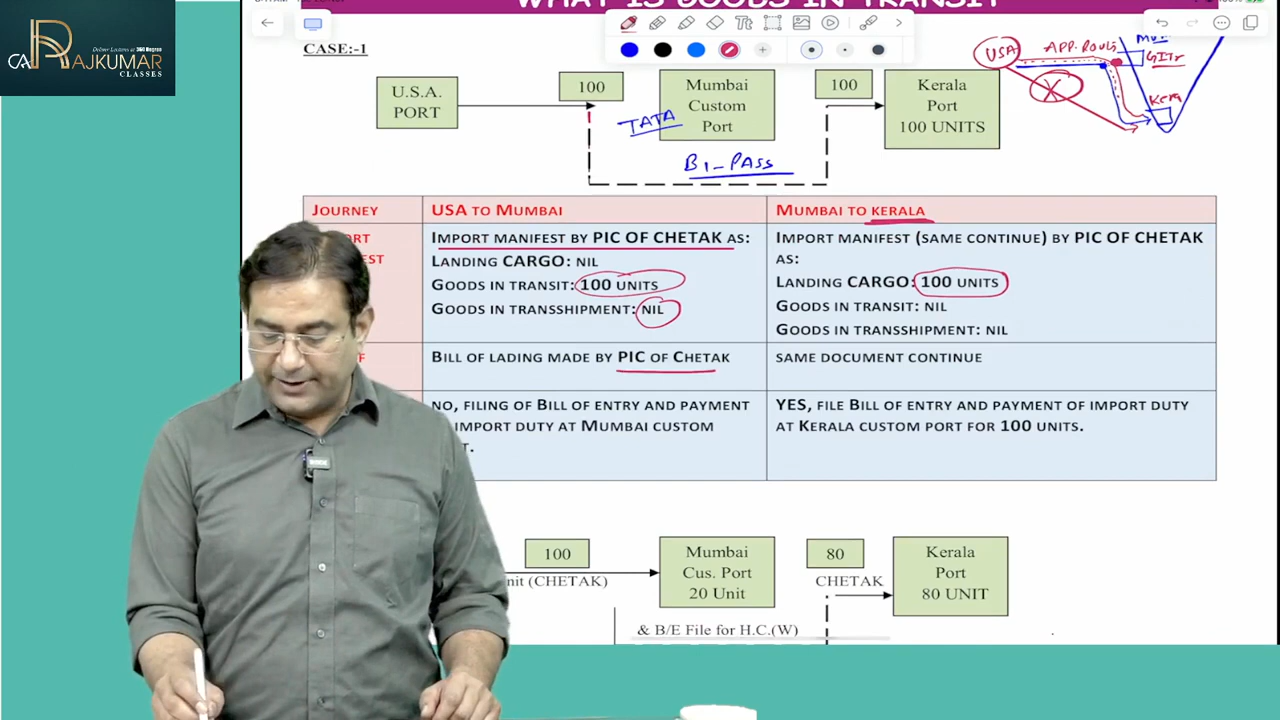 WHAT IS GOODS IN TRANSIT
Deliver Lectures at 360 Degree
CA RAJKUMAR
CLASSES
CASE:-1
U.S.A.
PORT
100
Mumbai
Custom
Port
100
Kerala
Port
100 UNITS
TATA
BI-PASS
USA
APP. ROUTS
X
JOURNEY
USA TO MUMBAI
MUMBAI TO KERALA
IMPORT MANIFEST BY PIC OF CHETAK AS:
LANDING CARGO: NIL
GOODS IN TRANSIT: 100 UNITS
GOODS IN TRANSSHIPMENT: NIL
IMPORT MANIFEST (SAME CONTINUE) BY PIC OF CHETAK
AS:
LANDING CARGO: 100 UNITS
GOODS IN TRANSIT: NIL
GOODS IN TRANSSHIPMENT: NIL
BILL OF LADING MADE BY PIC OF CHETAK
SAME DOCUMENT CONTINUE
NO, FILING OF BILL OF ENTRY AND PAYMENT
IMPORT DUTY AT MUMBAI CUSTOM
YES, FILE BILL OF ENTRY AND PAYMENT OF IMPORT DUTY
AT KERALA CUSTOM PORT FOR 100 UNITS.
100
(CHETAK)
Mumbai
Cus. Port
20 Unit
80
CHETAK
Kerala
Port
80 UNIT
& B/E File for H.C.(W)